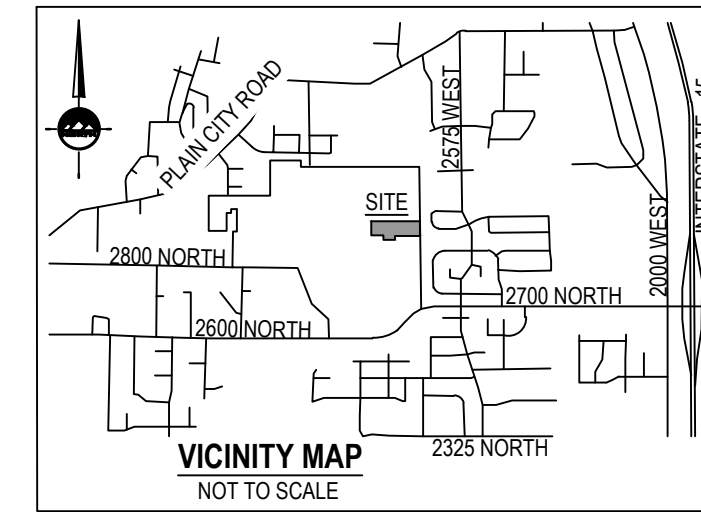 PLAIN CITY ROAD
2575 WEST
INTERSTATE 15
SITE
2000 WEST
2800 NORTH
2700 NORTH
2600 NORTH
2325 NORTH
VICINITY MAP
NOT TO SCALE